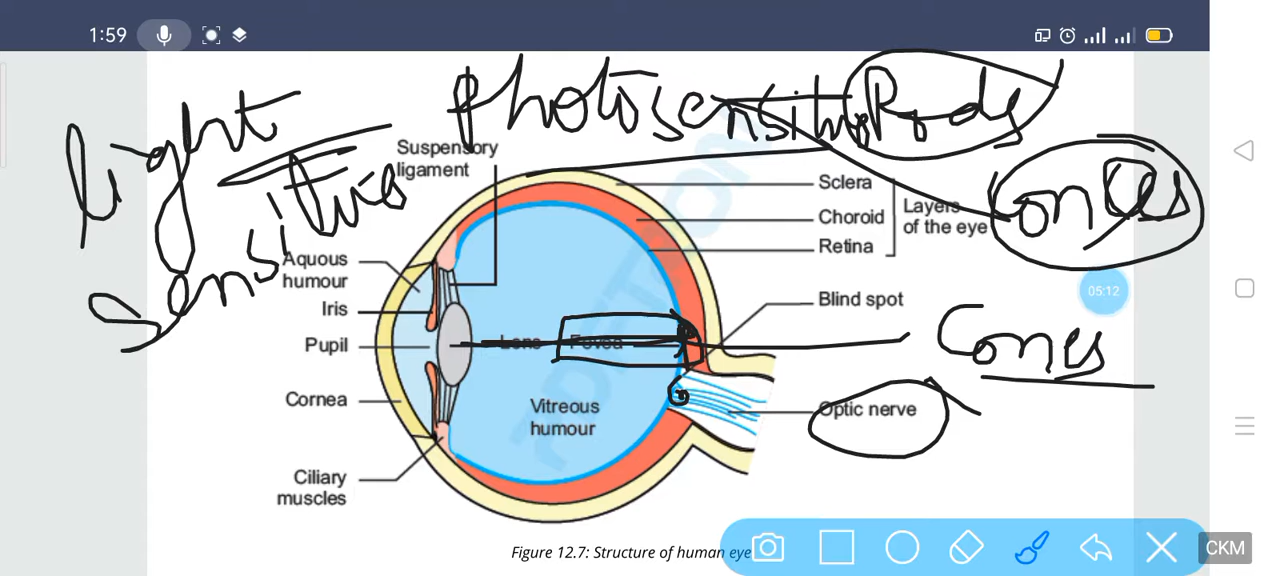 1:59
light
sensitive
photosensitive
Rods
Cones
Suspensory
ligament
Sclera
Choroid
Retina
Layers
of the eye
Aquous
humour
Iris
Pupil
Cornea
Ciliary
muscles
Lens
Fovea
Vitreous
humour
Blind spot
05:12
Cones
Optic nerve
Figure 12.7: Structure of human eye
CKM